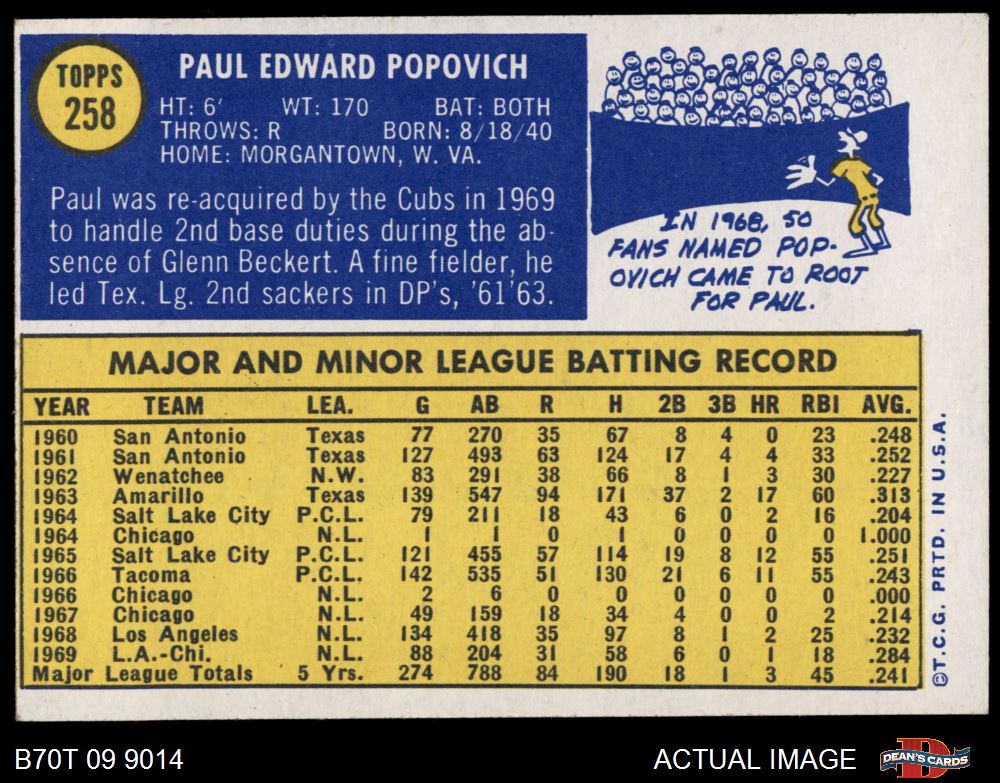 TOPPS
258
PAUL EDWARD POPOVICH
HT: 6' WT: 170 BAT: BOTH
THROWS: R BORN: 8/18/40
HOME: MORGANTOWN, W. VA.
Paul was re-acquired by the Cubs in 1969
to handle 2nd base duties during the ab-
sence of Glenn Beckert. A fine fielder, he
led Tex. Lg. 2nd sackers in DP's, '61'63.
IN 1968, 50
FANS NAMED POP-
OVICH CAME TO ROOT
FOR PAUL.
MAJOR AND MINOR LEAGUE BATTING RECORD
YEAR TEAM LEA. G AB R H 2B 3B HR RBI AVG.
1960 San Antonio Texas 77 270 35 67 8 4 0 23 .248
1961 San Antonio Texas 127 493 63 124 17 4 4 33 .252
1962 Wenatchee N.W. 83 291 38 66 8 1 3 30 .227
1963 Amarillo Texas 139 547 94 171 37 2 17 60 .313
1964 Salt Lake City P.C.L. 79 211 18 43 6 0 2 16 .204
1964 Chicago N.L. 1 1 0 1 0 0 0 0 1.000
1965 Salt Lake City P.C.L. 121 455 57 114 19 8 12 55 .251
1966 Tacoma P.C.L. 142 535 51 130 21 6 11 55 .243
1966 Chicago N.L. 2 6 0 0 0 0 0 0 .000
1967 Chicago N.L. 49 159 18 34 4 0 0 2 .214
1968 Los Angeles N.L. 134 418 35 97 8 1 2 25 .232
1969 L.A.-Chi. N.L. 88 204 31 58 6 0 1 18 .284
Major League Totals 5 Yrs. 274 788 84 190 18 1 3 45 .241
©T.C.G. PRTD. IN U.S.A.
B70T 09 9014
ACTUAL IMAGE
DEAN'S CARDS